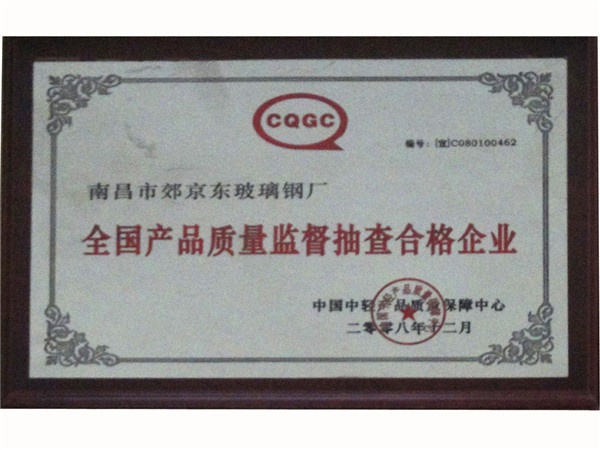 CQGC
编号：[宜]C080100462
南昌市郊京东玻璃钢厂
全国产品质量监督抽查合格企业
中国中轻产品质量保障中心
二零零八年十二月